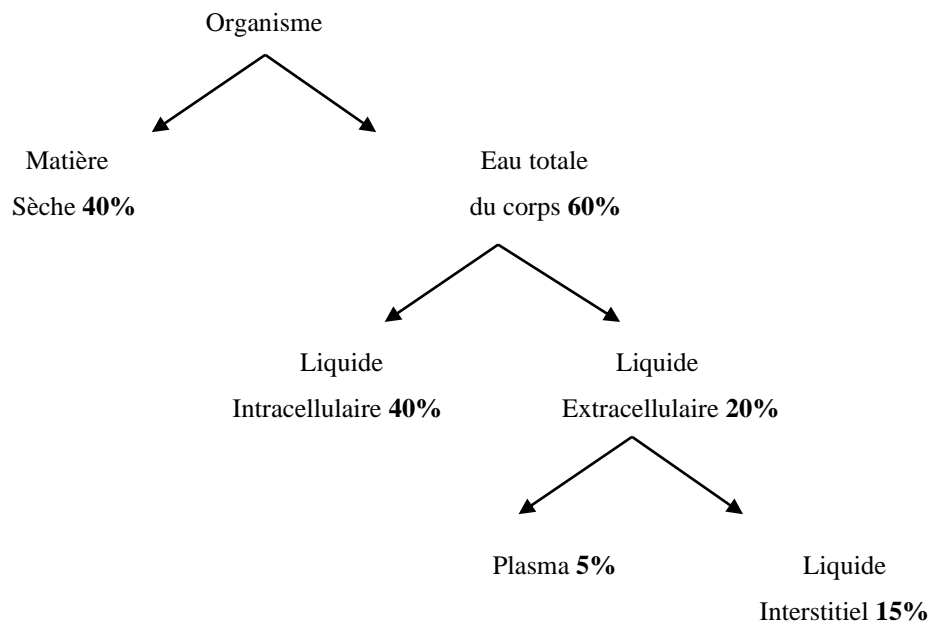 Organisme
Matière
Sèche 40%
Eau totale
du corps 60%
Liquide
Intracellulaire 40%
Liquide
Extracellulaire 20%
Plasma 5%
Liquide
Interstitiel 15%